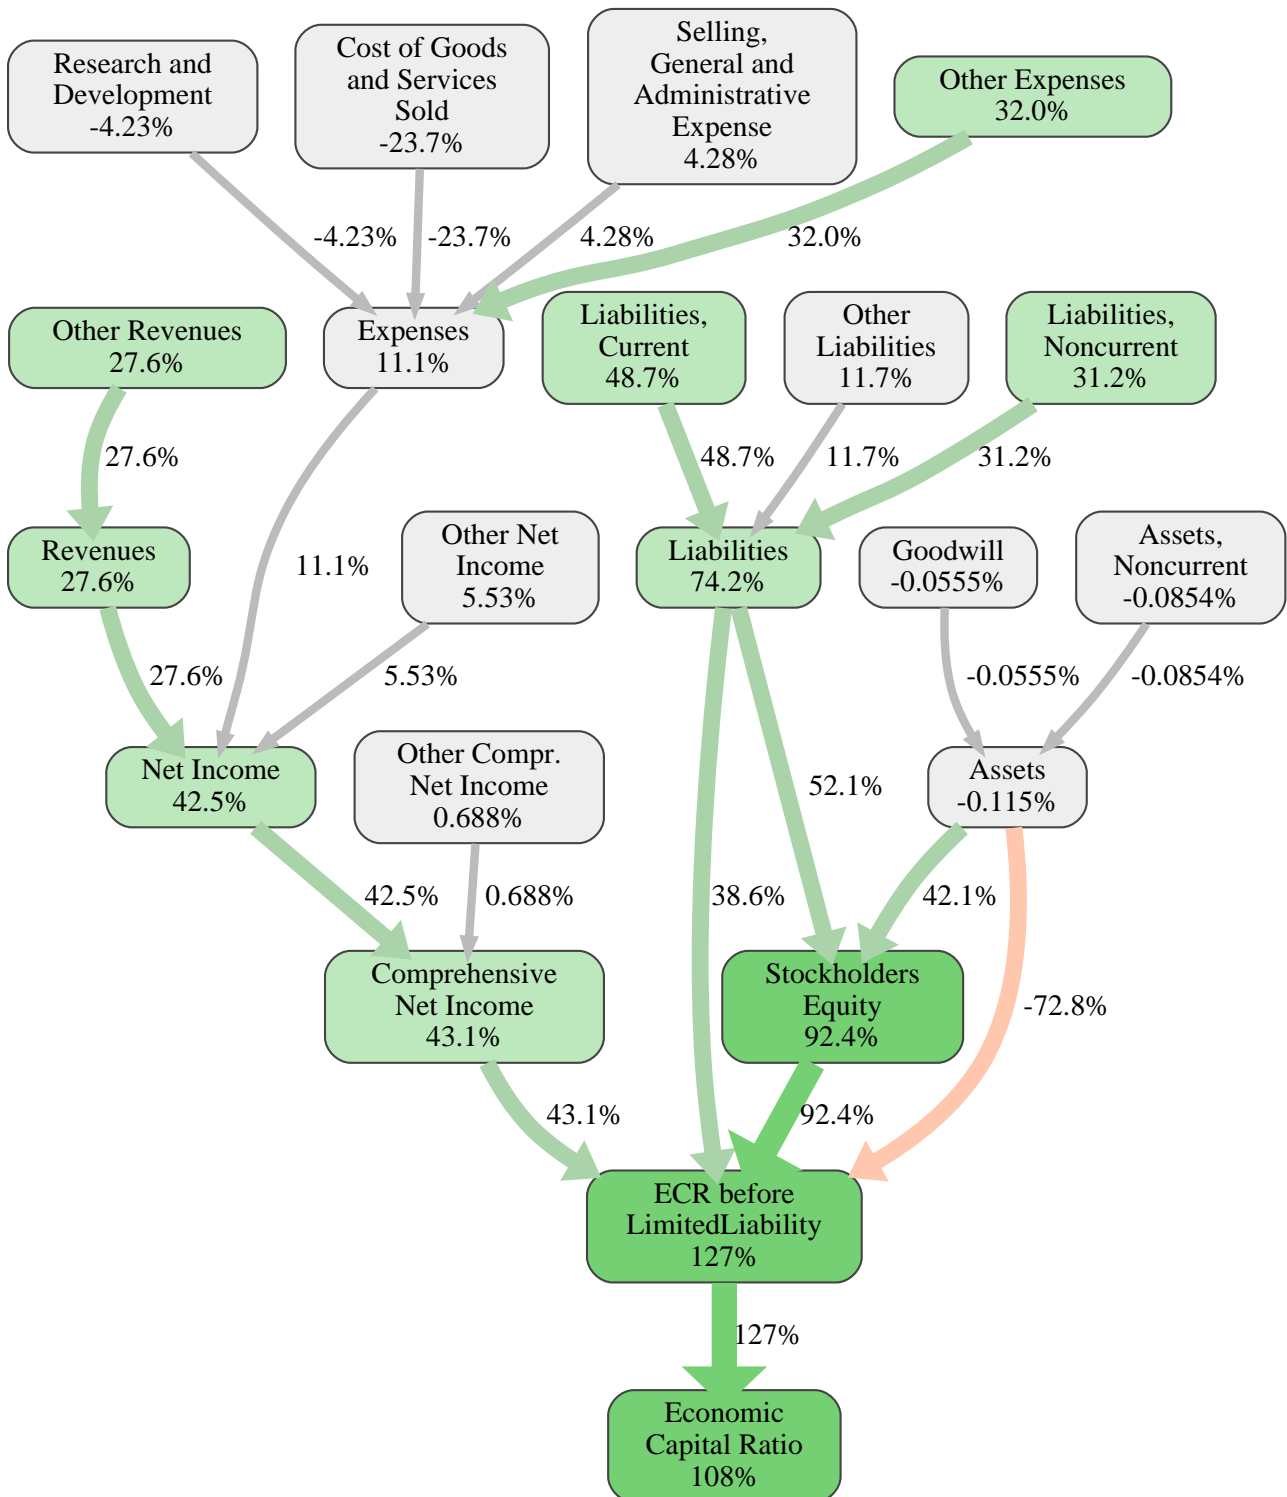 Research and
Development
-4.23%
Cost of Goods
and Services
Sold
-23.7%
Selling,
General and
Administrative
Expense
4.28%
Other Expenses
32.0%
-4.23%
-23.7%
4.28%
32.0%
Other Revenues
27.6%
Expenses
11.1%
Liabilities,
Current
48.7%
Other
Liabilities
11.7%
Liabilities,
Noncurrent
31.2%
27.6%
48.7%
11.7%
31.2%
Revenues
27.6%
11.1%
Other Net
Income
5.53%
Liabilities
74.2%
Goodwill
-0.0555%
Assets,
Noncurrent
-0.0854%
27.6%
5.53%
-0.0555%
-0.0854%
Net Income
42.5%
Other Compr.
Net Income
0.688%
52.1%
Assets
-0.115%
42.5%
0.688%
38.6%
42.1%
Comprehensive
Net Income
43.1%
Stockholders
Equity
92.4%
-72.8%
43.1%
92.4%
ECR before
LimitedLiability
127%
127%
Economic
Capital Ratio
108%